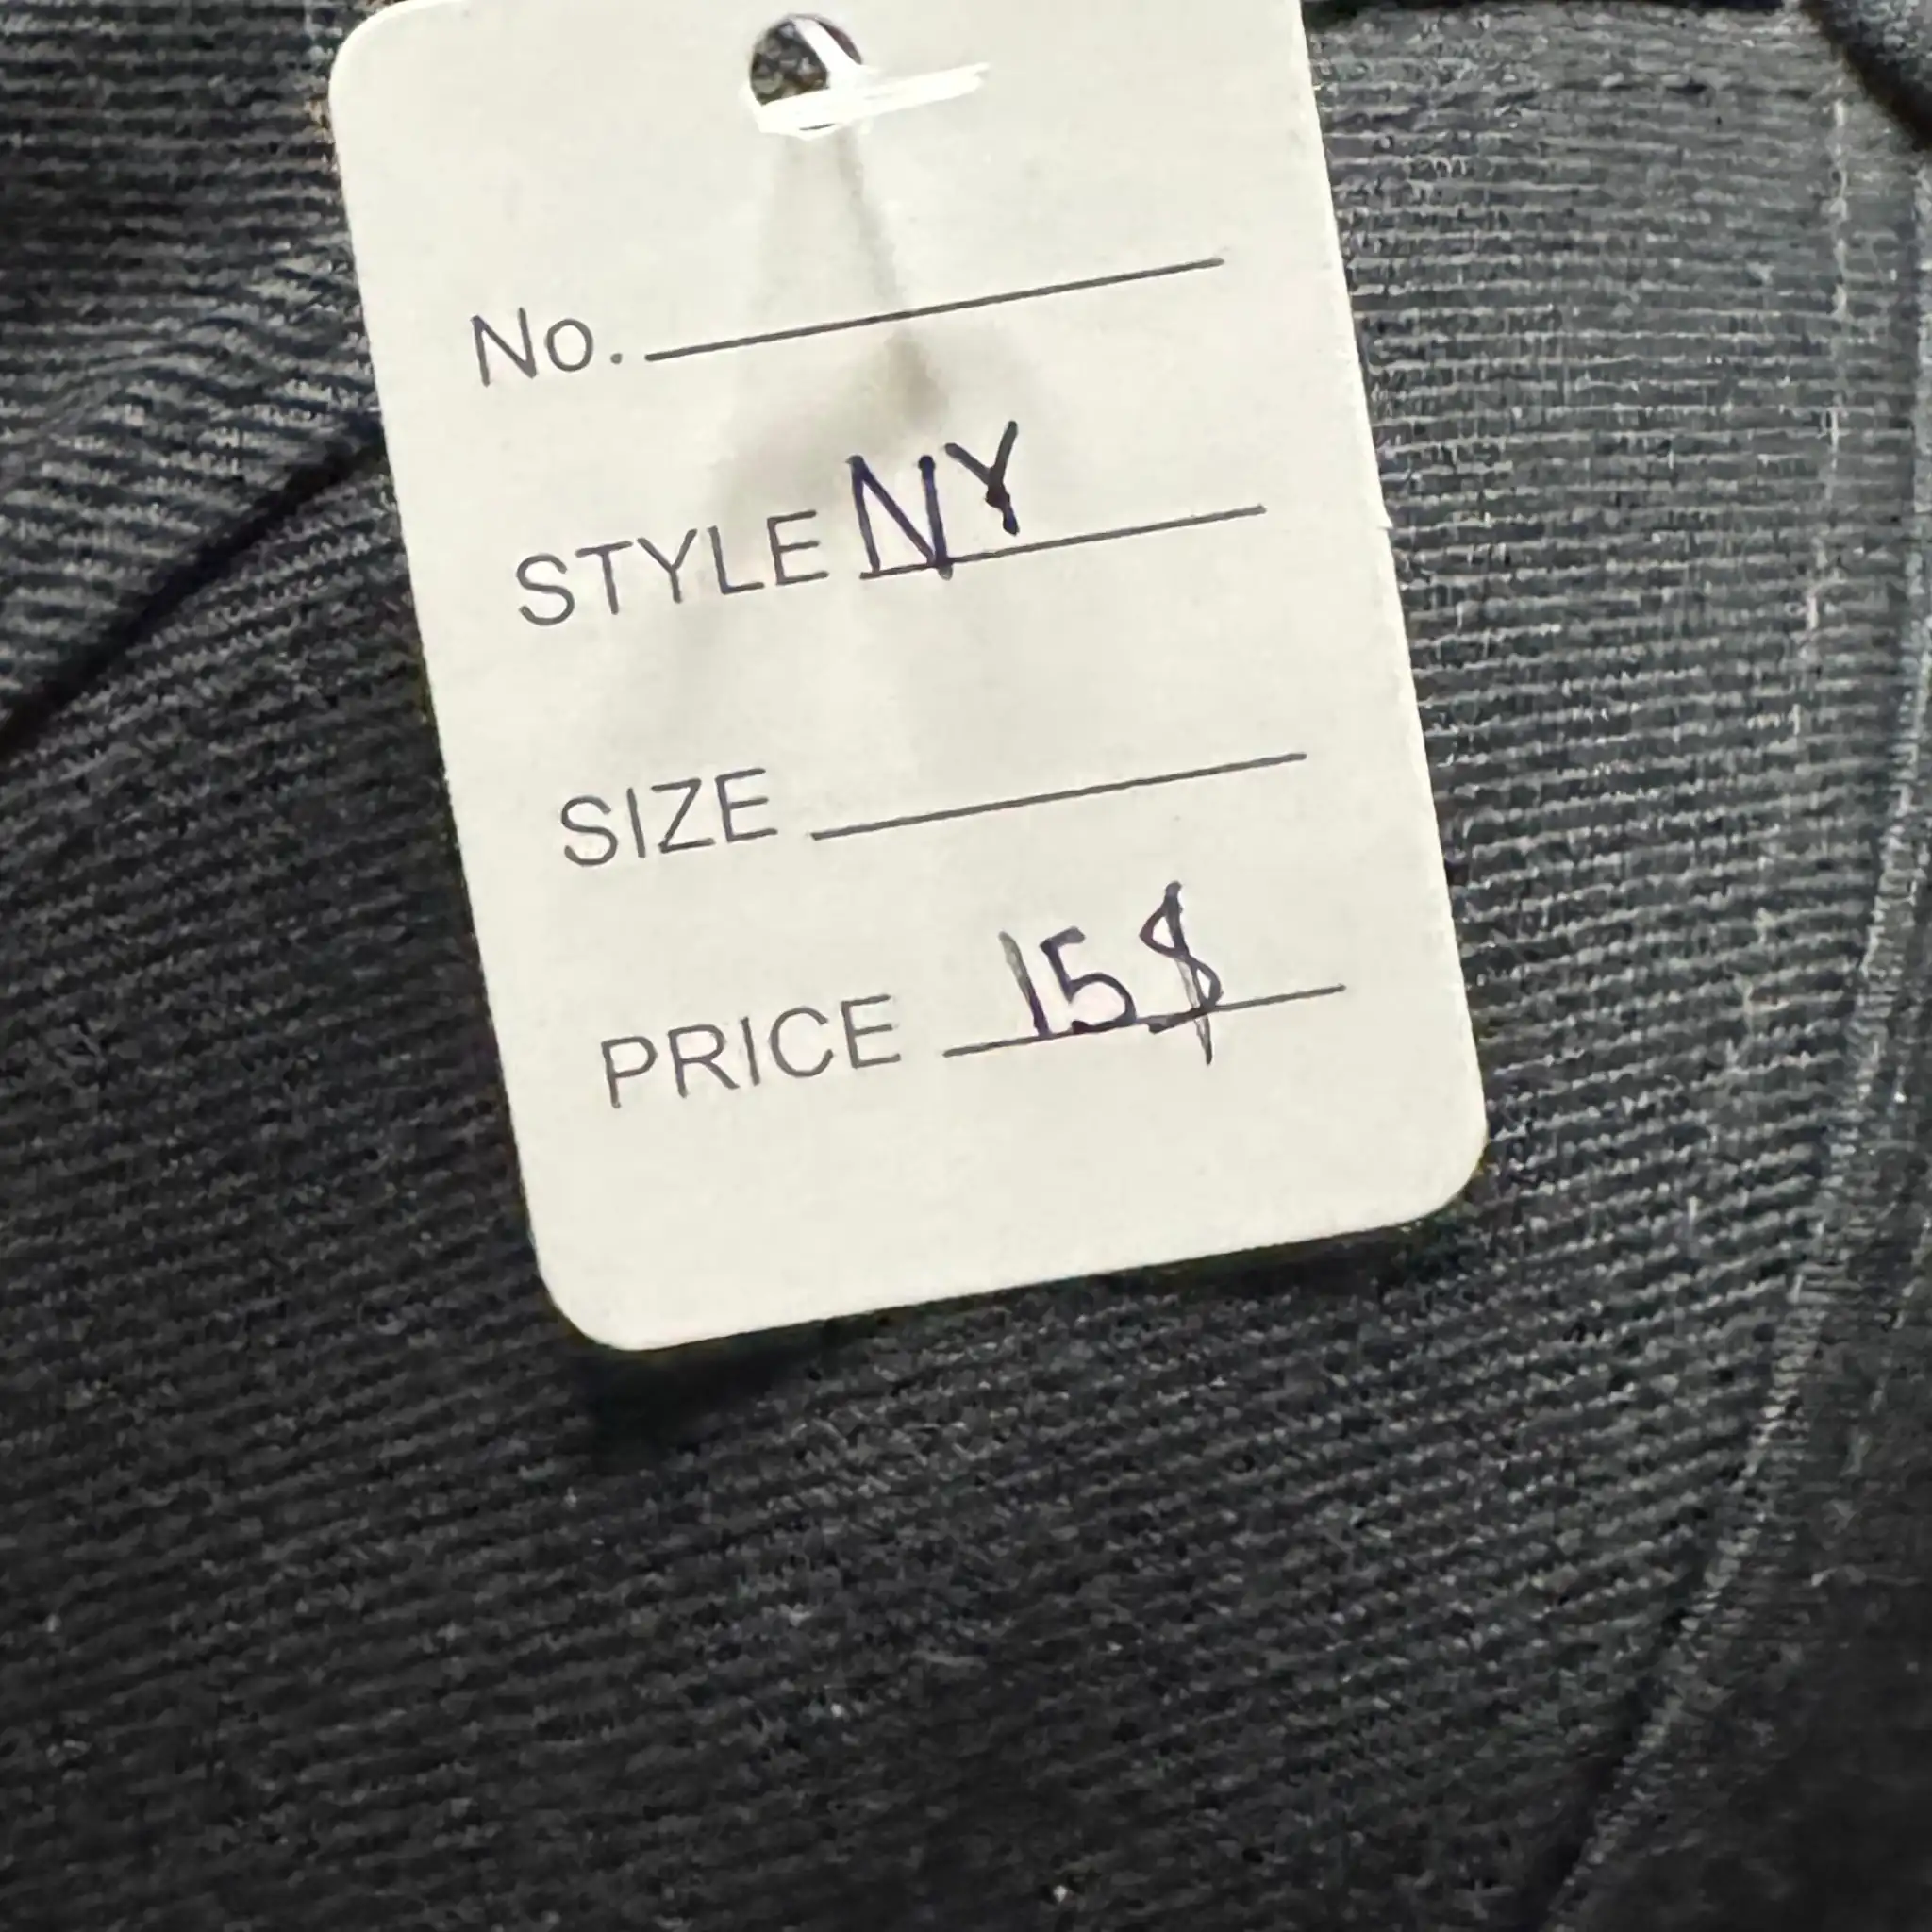 No.
STYLE NY
SIZE
PRICE 15$